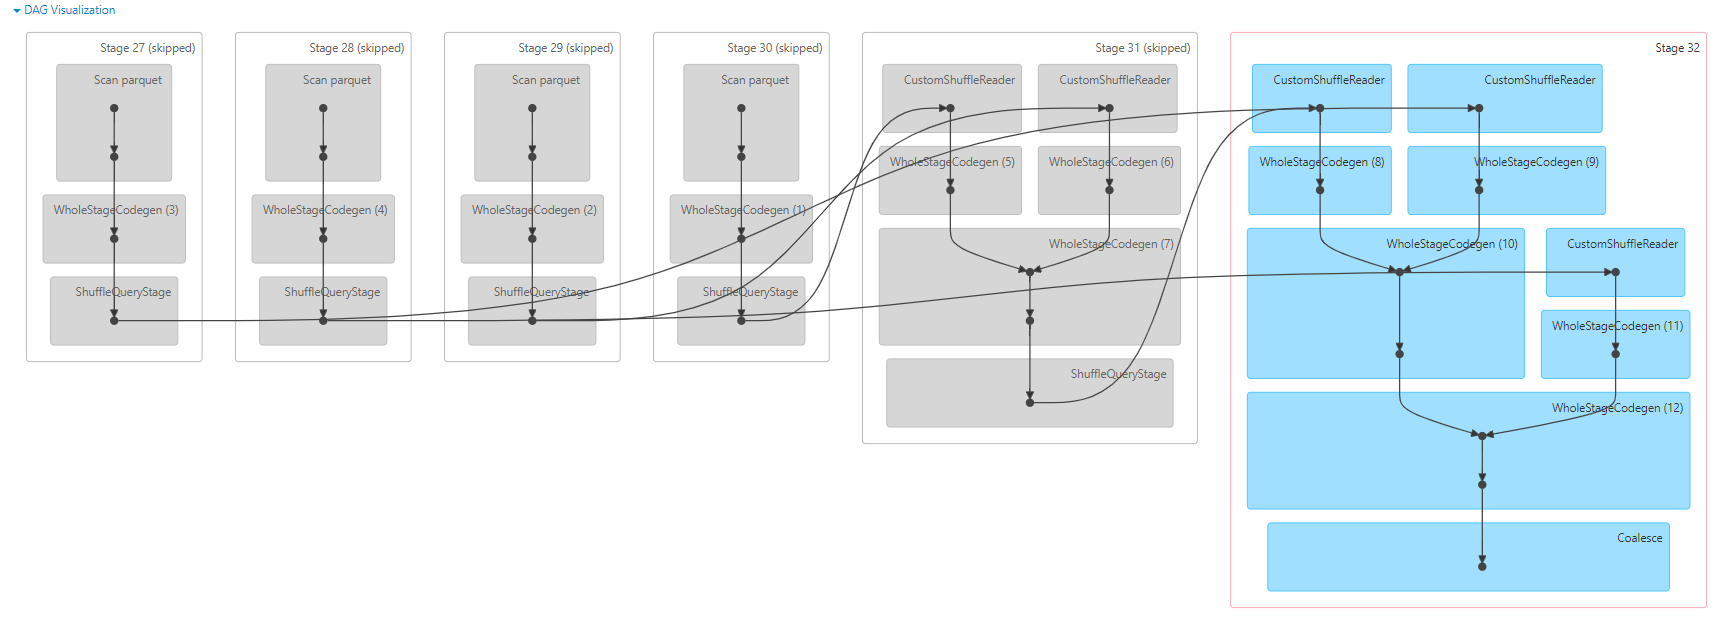 DAG Visualization
Stage 27 (skipped)
Scan parquet
WholeStageCodegen (3)
ShuffleQueryStage
Stage 28 (skipped)
Scan parquet
WholeStageCodegen (4)
ShuffleQueryStage
Stage 29 (skipped)
Scan parquet
WholeStageCodegen (2)
ShuffleQueryStage
Stage 30 (skipped)
Scan parquet
WholeStageCodegen (1)
ShuffleQueryStage
Stage 31 (skipped)
CustomShuffleReader
CustomShuffleReader
WholeStageCodegen (5)
WholeStageCodegen (6)
WholeStageCodegen (7)
ShuffleQueryStage
Stage 32
CustomShuffleReader
CustomShuffleReader
WholeStageCodegen (8)
WholeStageCodegen (9)
WholeStageCodegen (10)
CustomShuffleReader
WholeStageCodegen (11)
WholeStageCodegen (12)
Coalesce